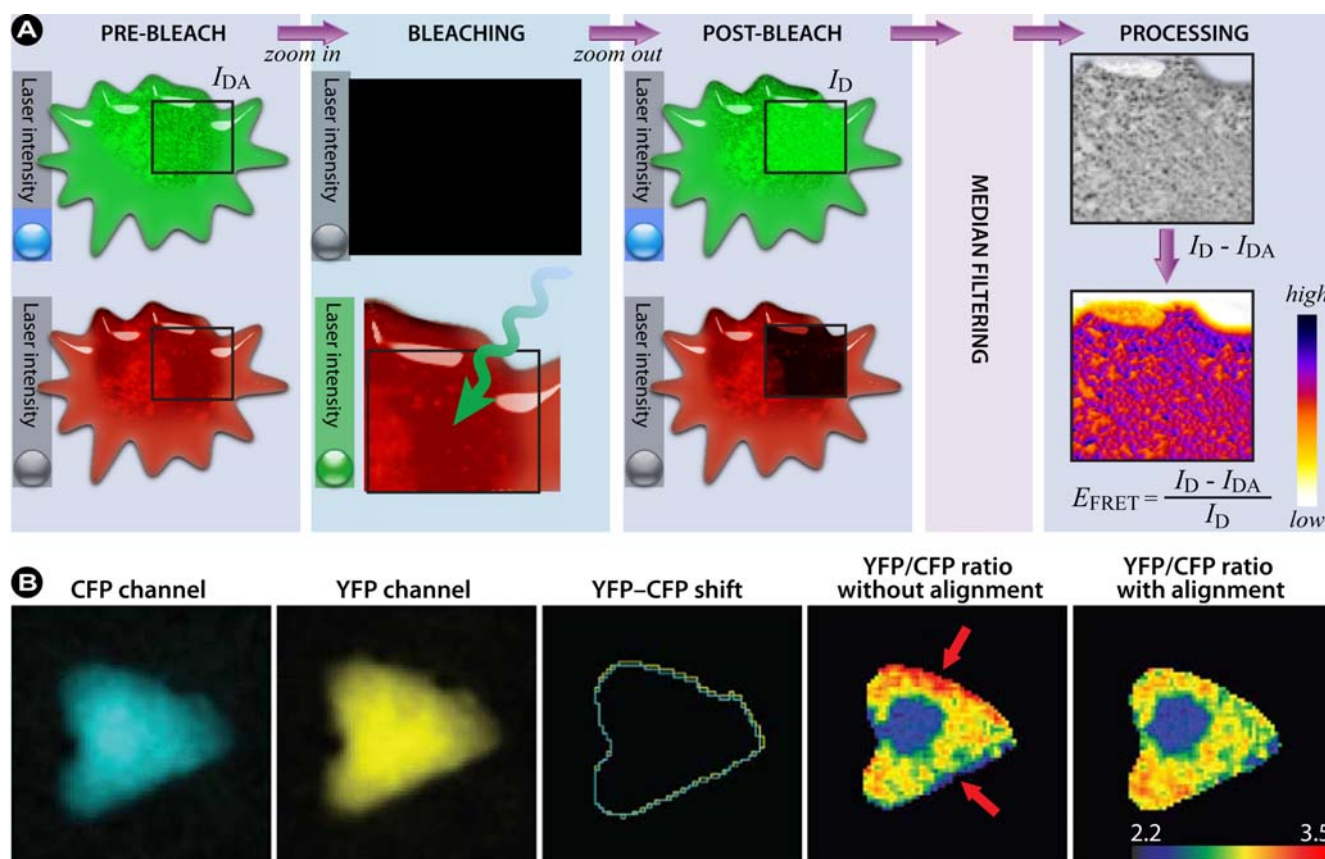 A
PRE-BLEACH
zoom in
BLEACHING
zoom out
POST-BLEACH
PROCESSING
Laser intensity
I_DA
Laser intensity
Laser intensity
I_D
MEDIAN FILTERING
I_D - I_DA
Laser intensity
Laser intensity
Laser intensity
high
low
E_FRET = (I_D - I_DA) / I_D
B
CFP channel
YFP channel
YFP–CFP shift
YFP/CFP ratio
without alignment
YFP/CFP ratio
with alignment
2.2
3.5